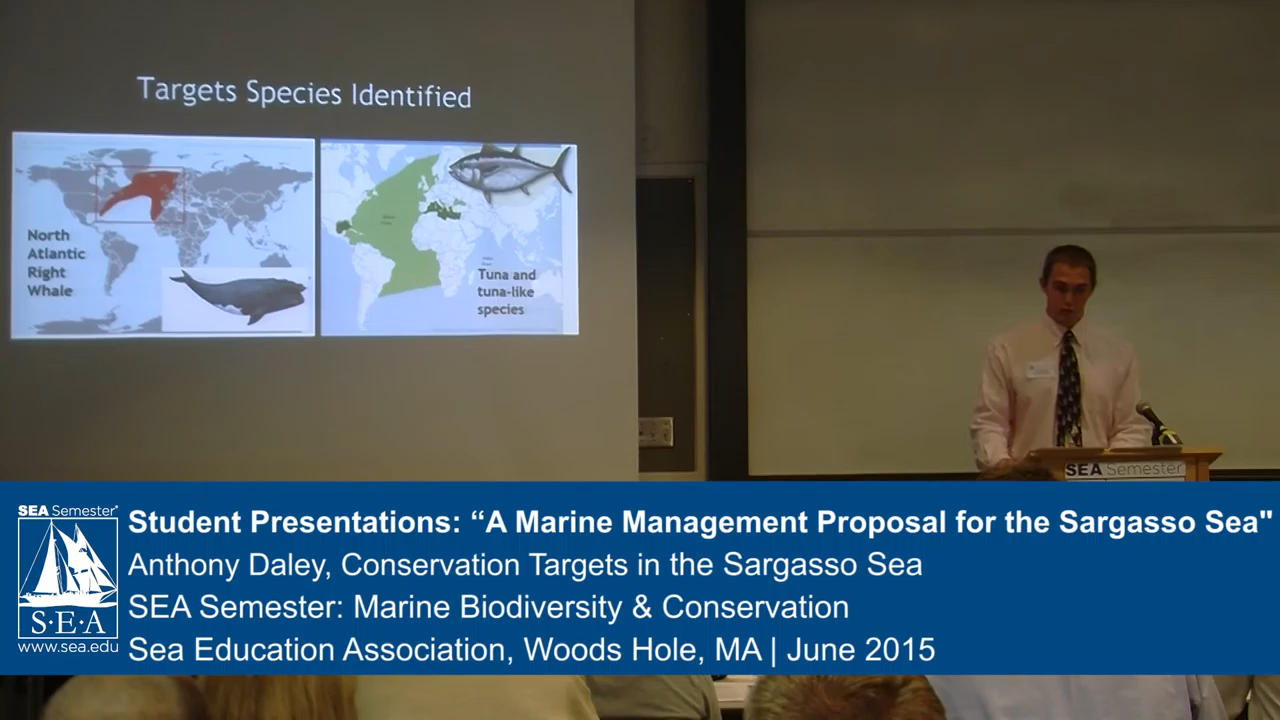 Targets Species Identified
North
Atlantic
Right
Whale
Tuna and
tuna-like
species
SEA Semester
SEA Semester®
S·E·A
www.sea.edu
Student Presentations: “A Marine Management Proposal for the Sargasso Sea"
Anthony Daley, Conservation Targets in the Sargasso Sea
SEA Semester: Marine Biodiversity & Conservation
Sea Education Association, Woods Hole, MA | June 2015